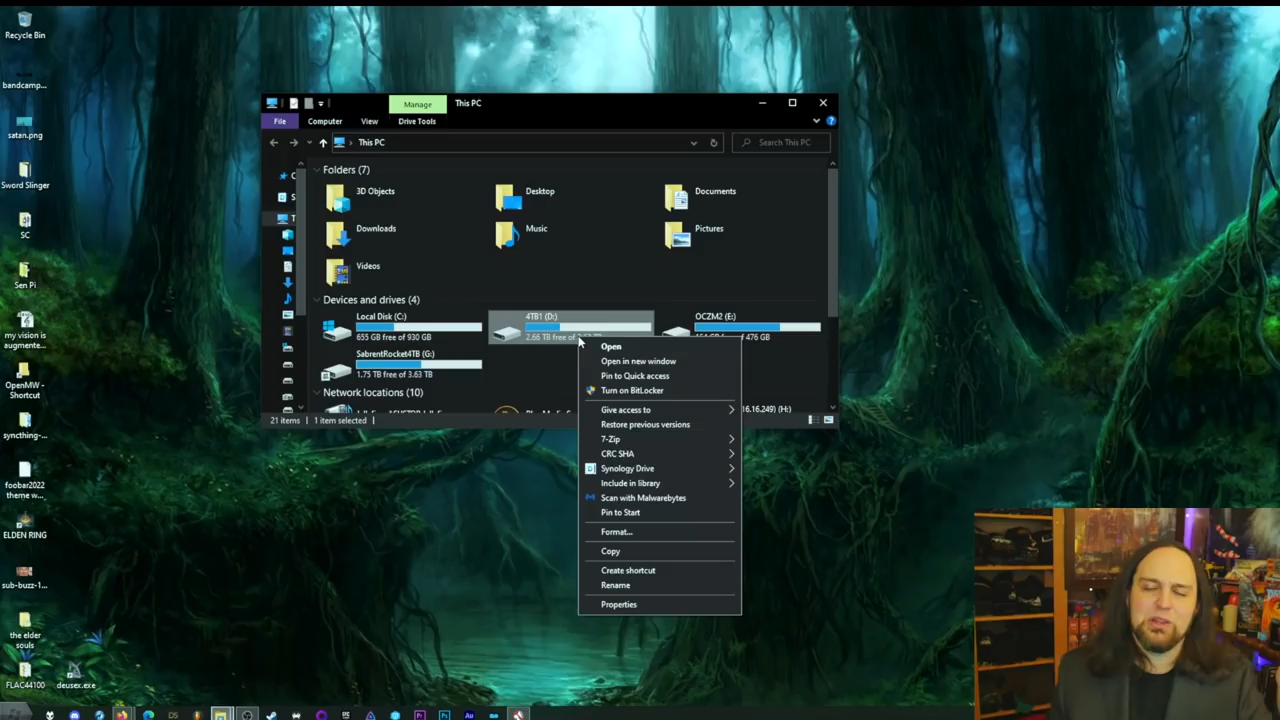 Recycle Bin
bandcamp...
satan.png
Sword Slinger
SC
Sen Pi
my vision is
augmente...
OpenMW -
Shortcut
syncthing-...
foobar2022
theme w...
ELDEN RING
sub-buzz-1...
the elder
souls
FLAC44100
deusex.exe
Manage
This PC
File
Computer
View
Drive Tools
This PC
Search This PC
Folders (7)
3D Objects
Desktop
Documents
Downloads
Music
Pictures
Videos
Devices and drives (4)
Local Disk (C:)
655 GB free of 930 GB
4TB1 (D:)
2.66 TB free of
OCZM2 (E:)
of 476 GB
SabrentRocket4TB (G:)
1.75 TB free of 3.63 TB
Network locations (10)
(H:)
21 items
1 item selected
Open
Open in new window
Pin to Quick access
Turn on BitLocker
Give access to
Restore previous versions
7-Zip
CRC SHA
Synology Drive
Include in library
Scan with Malwarebytes
Pin to Start
Format...
Copy
Create shortcut
Rename
Properties